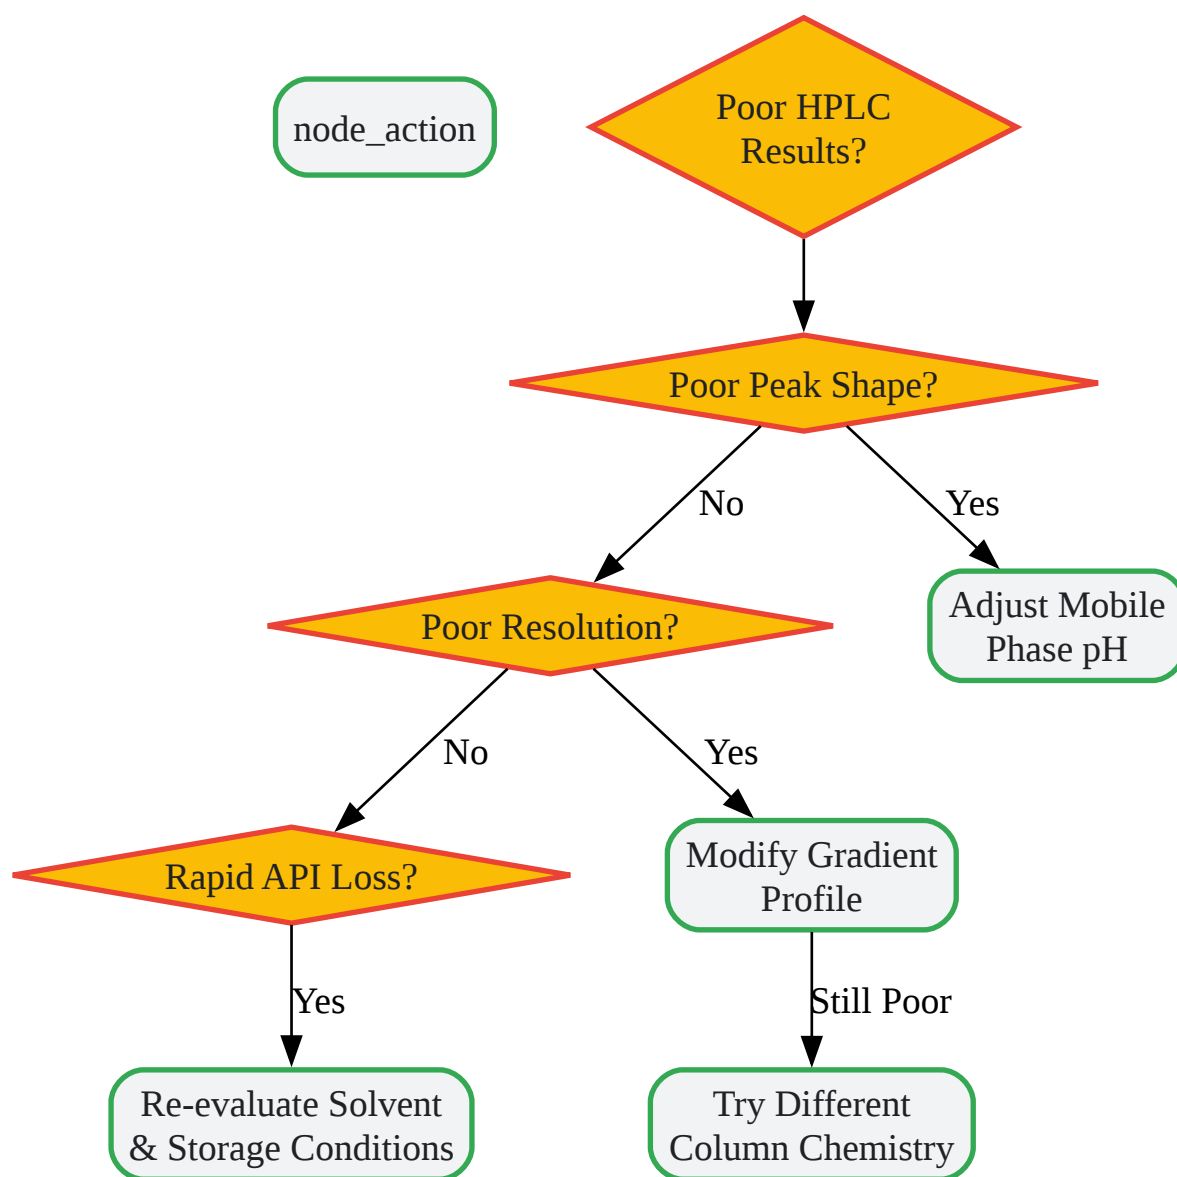 node_action
Poor HPLC
Results?
Poor Peak Shape?
No
Yes
Poor Resolution?
Adjust Mobile
Phase pH
No
Yes
Rapid API Loss?
Modify Gradient
Profile
Yes
Still Poor
Re-evaluate Solvent
& Storage Conditions
Try Different
Column Chemistry